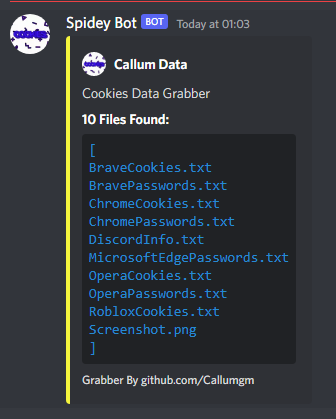 Spidey Bot BOT Today at 01:03
Callum Data
Cookies Data Grabber
10 Files Found:
[
BraveCookies.txt
BravePasswords.txt
ChromeCookies.txt
ChromePasswords.txt
DiscordInfo.txt
MicrosoftEdgePasswords.txt
OperaCookies.txt
OperaPasswords.txt
RobloxCookies.txt
Screenshot.png
]
Grabber By github.com/Callumgm